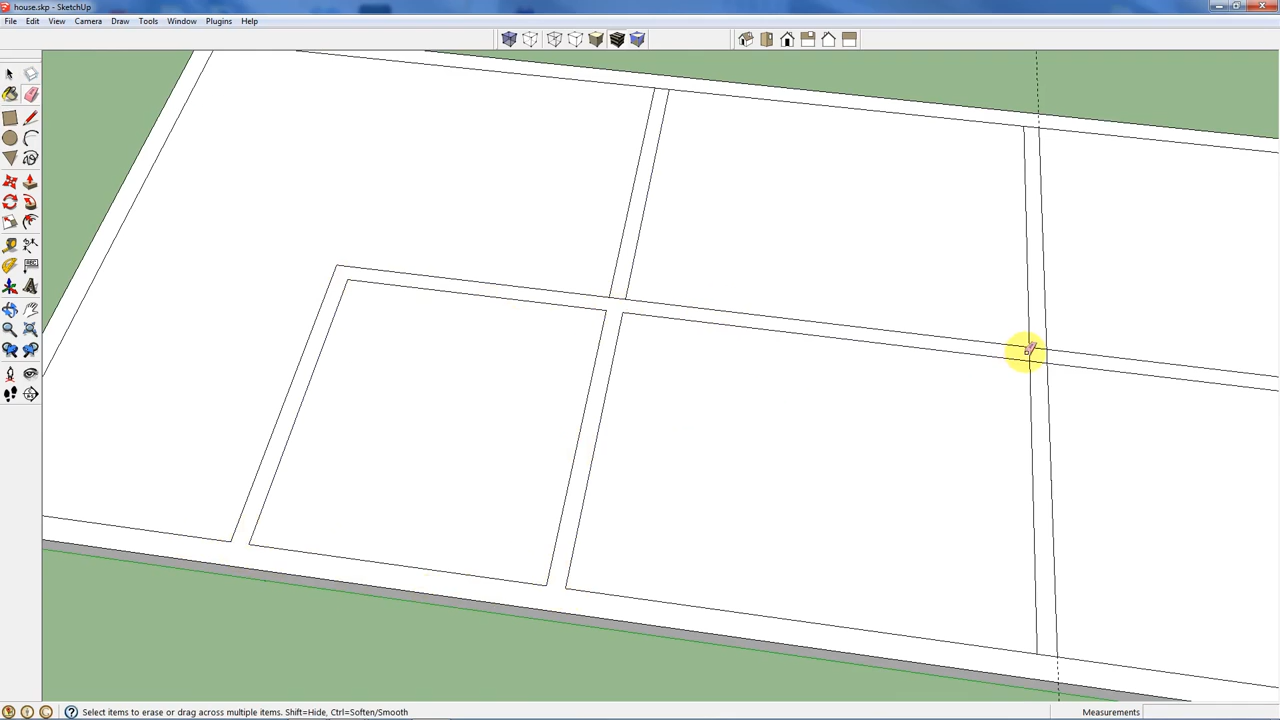 house.skp - SketchUp
File Edit View Camera Draw Tools Window Plugins Help
Select items to erase or drag across multiple items. Shift=Hide, Ctrl=Soften/Smooth
Measurements